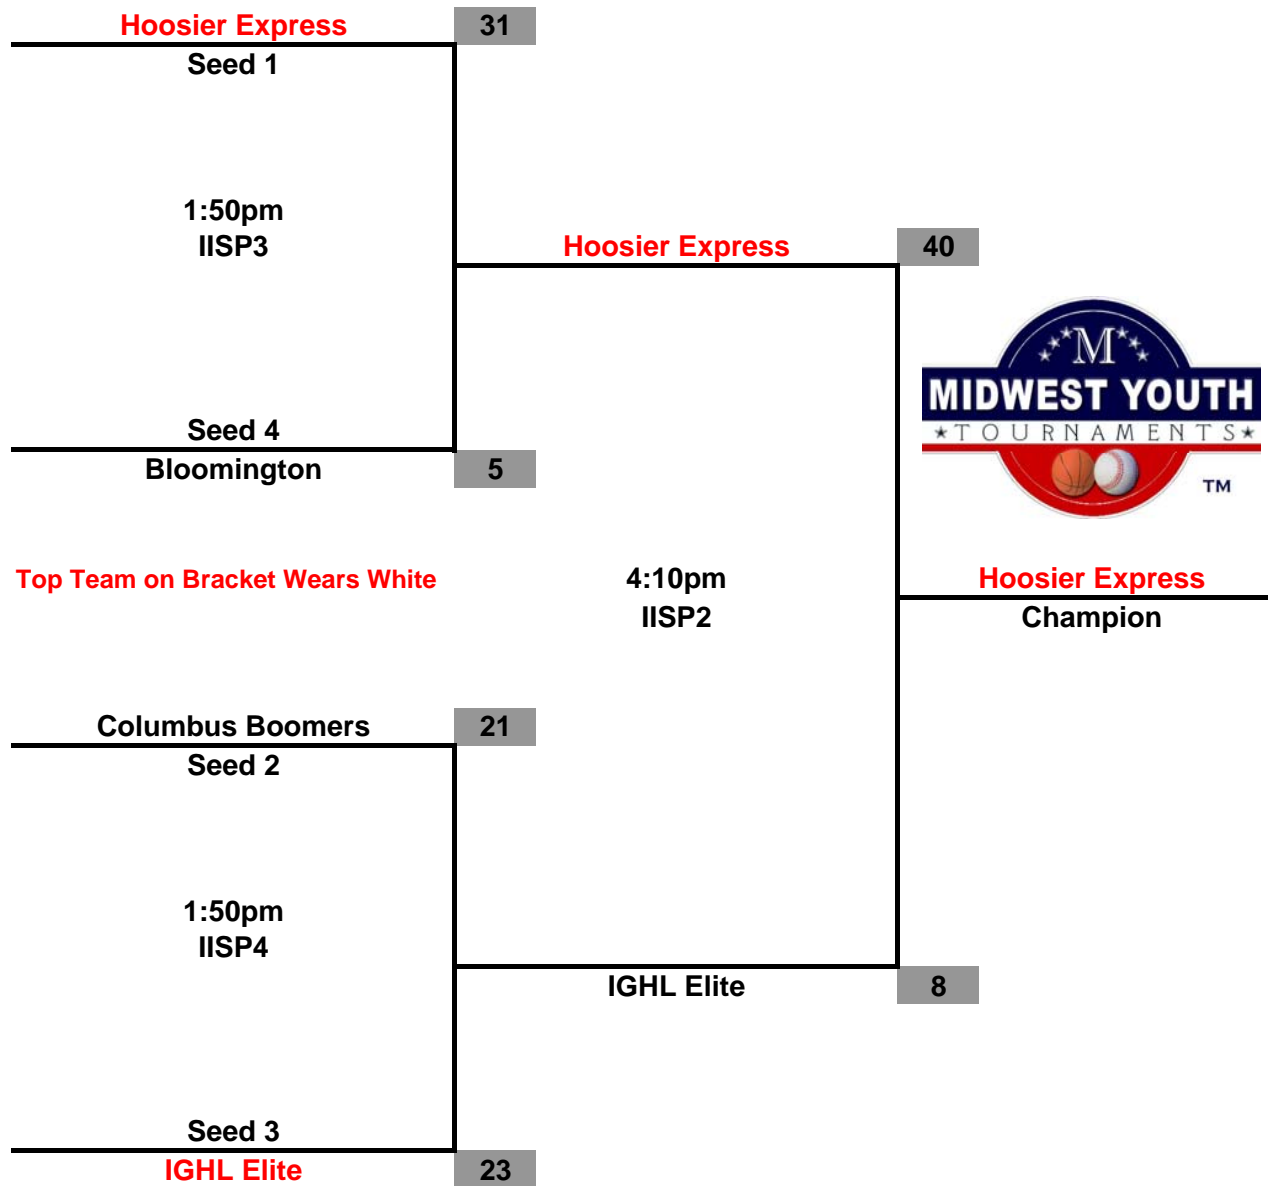 Hoosier Express 31
Seed 1
1:50pm
IISP3
Hoosier Express 40
M
MIDWEST YOUTH
TOURNAMENTS
TM
Seed 4
Bloomington 5
Top Team on Bracket Wears White
4:10pm
IISP2
Hoosier Express
Champion
Columbus Boomers 21
Seed 2
1:50pm
IISP4
IGHL Elite 8
Seed 3
IGHL Elite 23